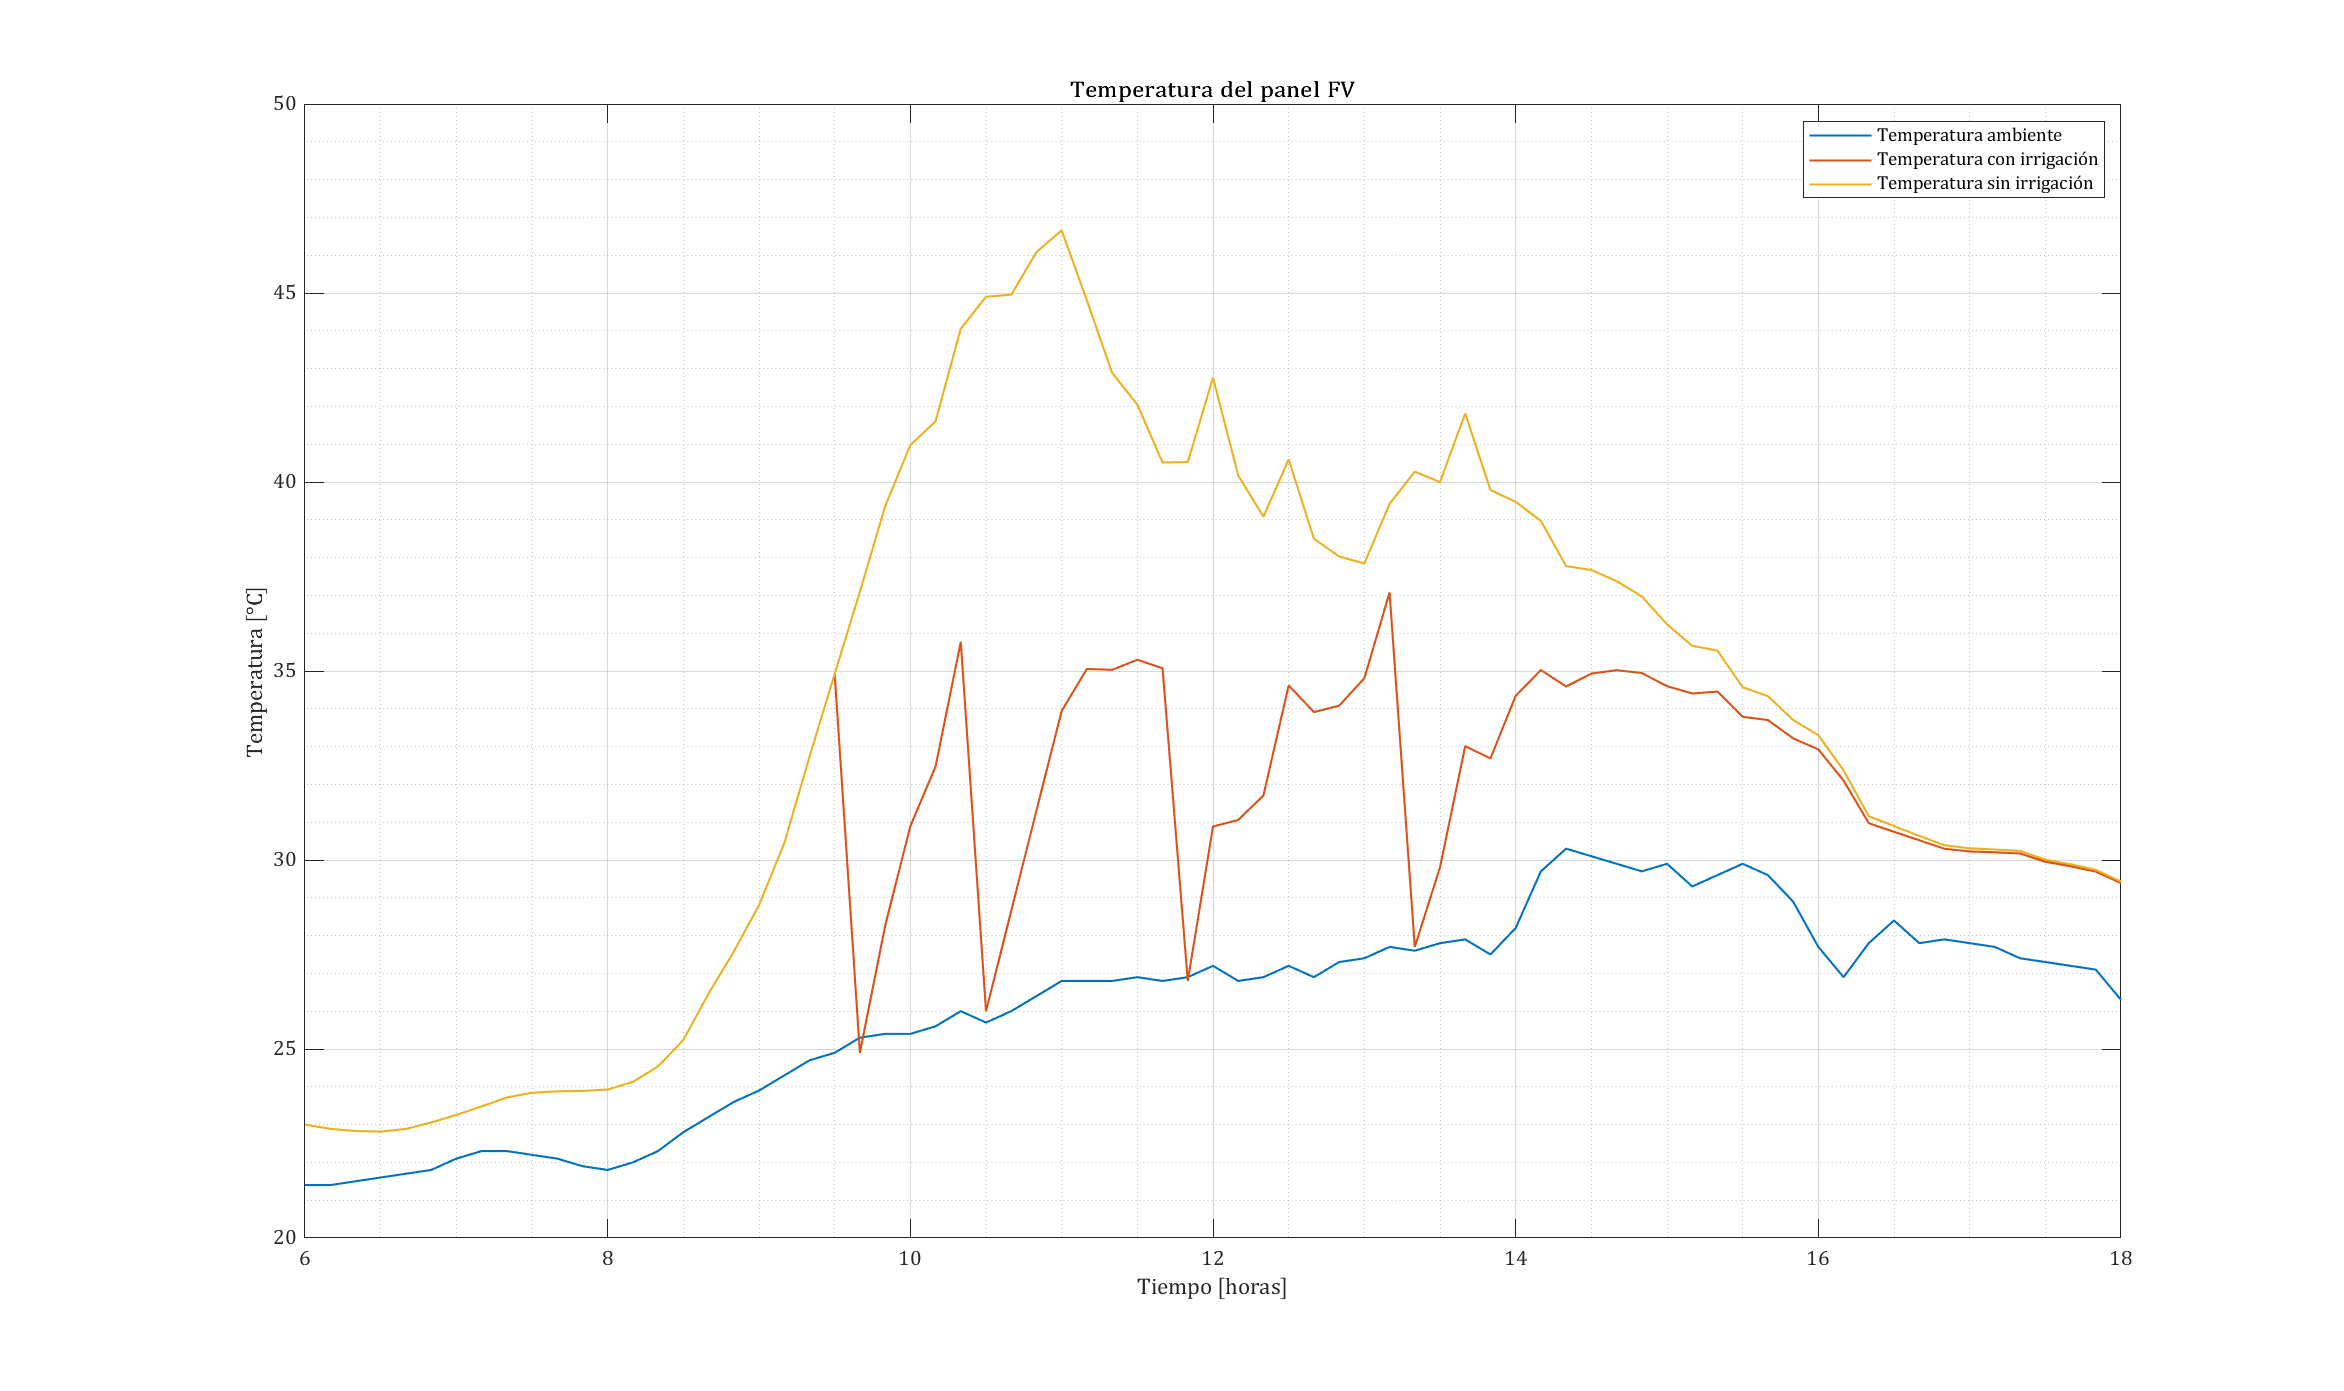 Temperatura del panel FV
Temperatura ambiente
Temperatura con irrigación
Temperatura sin irrigación
50
45
40
35
30
25
20
Temperatura [°C]
6 8 10 12 14 16 18
Tiempo [horas]